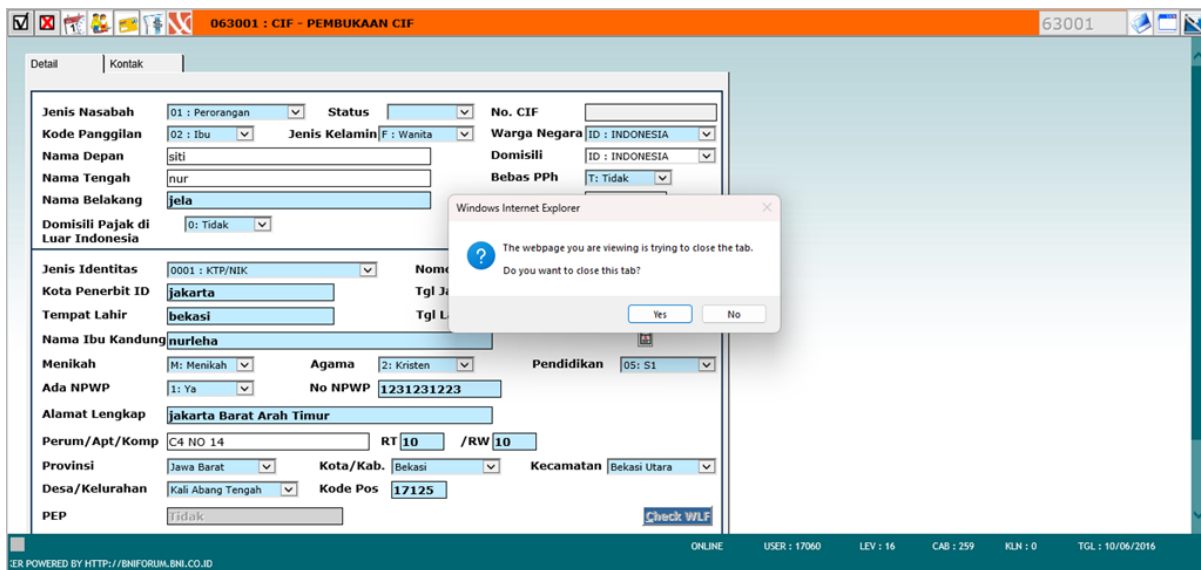 063001 : CIF - PEMBUKAAN CIF 63001
Detail Kontak
Jenis Nasabah 01 : Perorangan Status No. CIF
Kode Panggilan 02 : Ibu Jenis Kelamin F : Wanita Warga Negara ID : INDONESIA
Nama Depan siti Domisili ID : INDONESIA
Nama Tengah nur Bebas PPh T: Tidak
Nama Belakang jela
Domisili Pajak di
Luar Indonesia 0: Tidak
Windows Internet Explorer
The webpage you are viewing is trying to close the tab.
Do you want to close this tab?
Yes No
Jenis Identitas 0001 : KTP/NIK
Kota Penerbit ID jakarta Tgl
Tempat Lahir bekasi Tgl
Nama Ibu Kandung nurleha
Menikah M: Menikah Agama 2: Kristen Pendidikan 05: S1
Ada NPWP 1: Ya No NPWP 1231231223
Alamat Lengkap jakarta Barat Arah Timur
Perum/Apt/Komp C4 NO 14 RT 10 /RW 10
Provinsi Jawa Barat Kota/Kab. Bekasi Kecamatan Bekasi Utara
Desa/Kelurahan Kali Abang Tengah Kode Pos 17125
PEP Tidak Check WLF
ONLINE USER : 17060 LEV : 16 CAB : 259 KLN : 0 TGL : 10/06/2016
POWERED BY HTTP://BNIFORUM.BNI.CO.ID